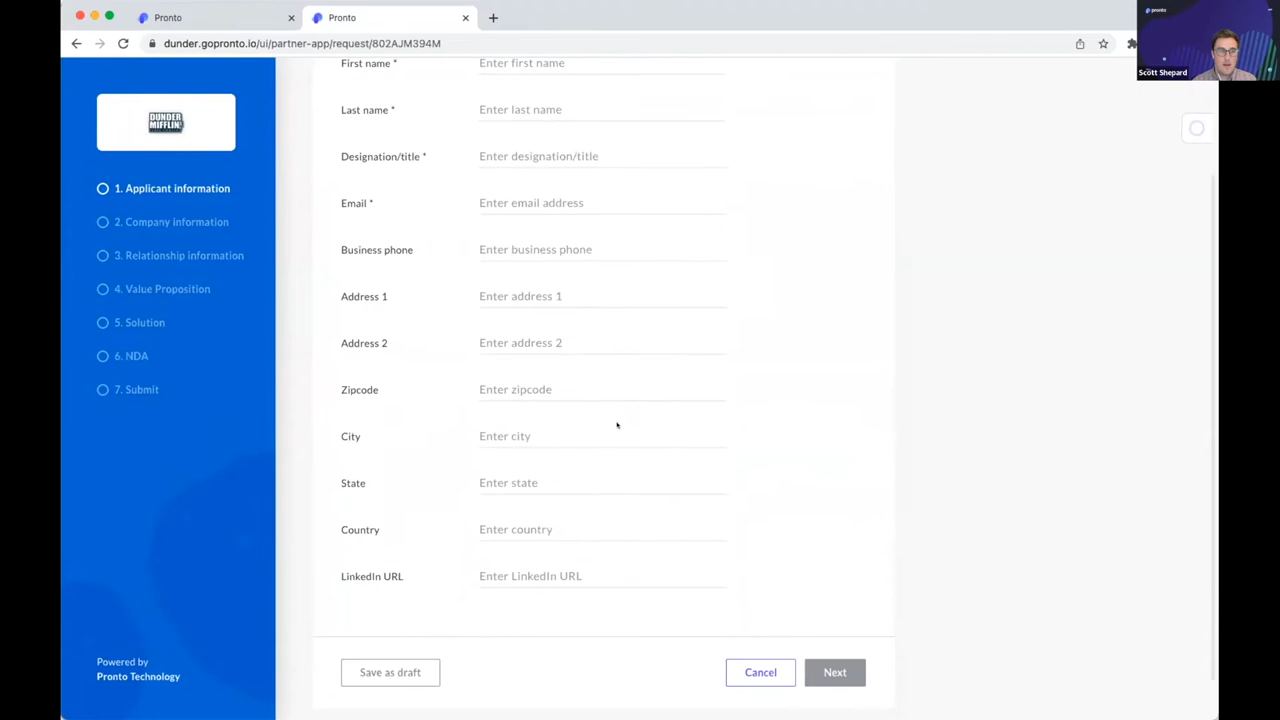 Pronto
Pronto
dunder.gopronto.io/ui/partner-app/request/802AJM394M
pronto
Scott Shepard
DUNDER
MIFFLIN
1. Applicant information
2. Company information
3. Relationship information
4. Value Proposition
5. Solution
6. NDA
7. Submit
Powered by
Pronto Technology
First name * Enter first name
Last name * Enter last name
Designation/title * Enter designation/title
Email * Enter email address
Business phone Enter business phone
Address 1 Enter address 1
Address 2 Enter address 2
Zipcode Enter zipcode
City Enter city
State Enter state
Country Enter country
LinkedIn URL Enter LinkedIn URL
Save as draft Cancel Next